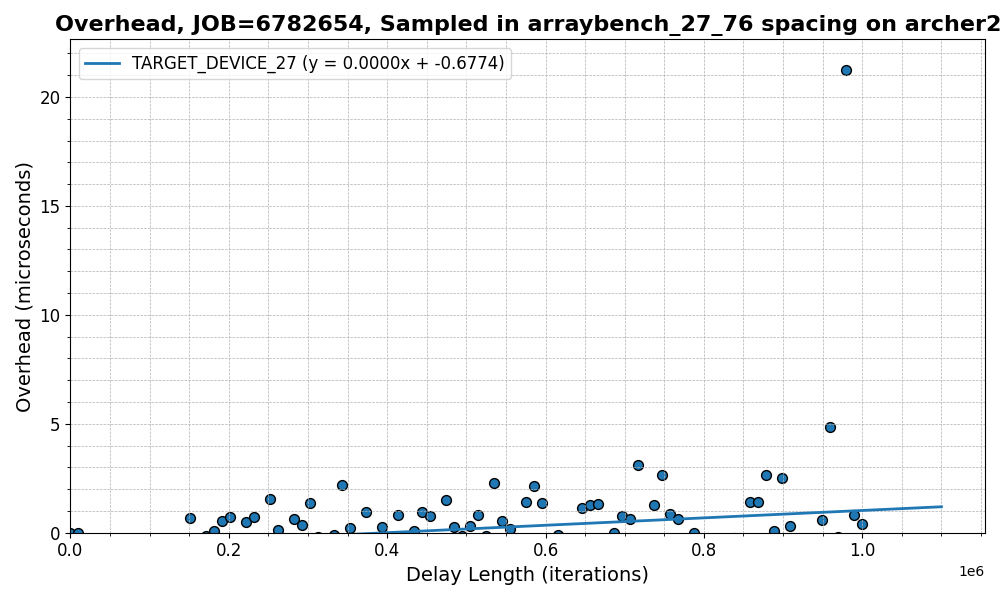 Overhead, JOB=6782654, Sampled in arraybench_27_76 spacing on archer2
TARGET_DEVICE_27 (y = 0.0000x + -0.6774)
20
15
10
5
0
Overhead (microseconds)
0.0 0.2 0.4 0.6 0.8 1.0
1e6
Delay Length (iterations)